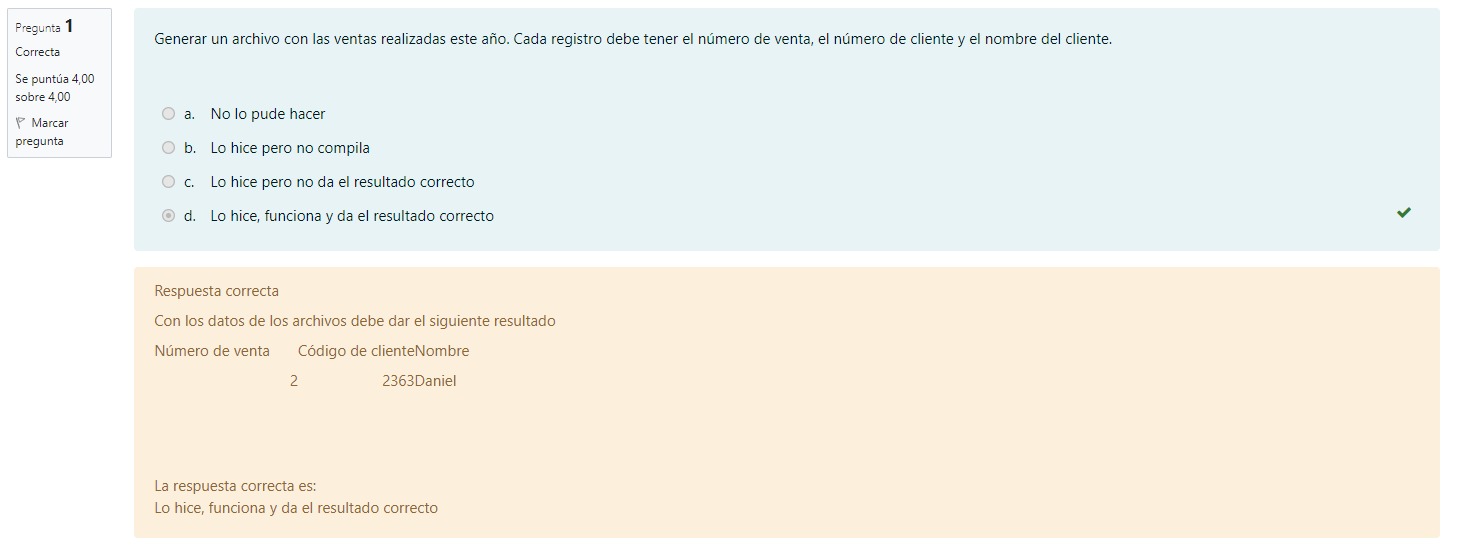 Pregunta 1
Correcta
Se puntúa 4,00
sobre 4,00
Marcar
pregunta
Generar un archivo con las ventas realizadas este año. Cada registro debe tener el número de venta, el número de cliente y el nombre del cliente.
a. No lo pude hacer
b. Lo hice pero no compila
c. Lo hice pero no da el resultado correcto
d. Lo hice, funciona y da el resultado correcto
Respuesta correcta
Con los datos de los archivos debe dar el siguiente resultado
Número de venta Código de clienteNombre
2 2363Daniel
La respuesta correcta es:
Lo hice, funciona y da el resultado correcto